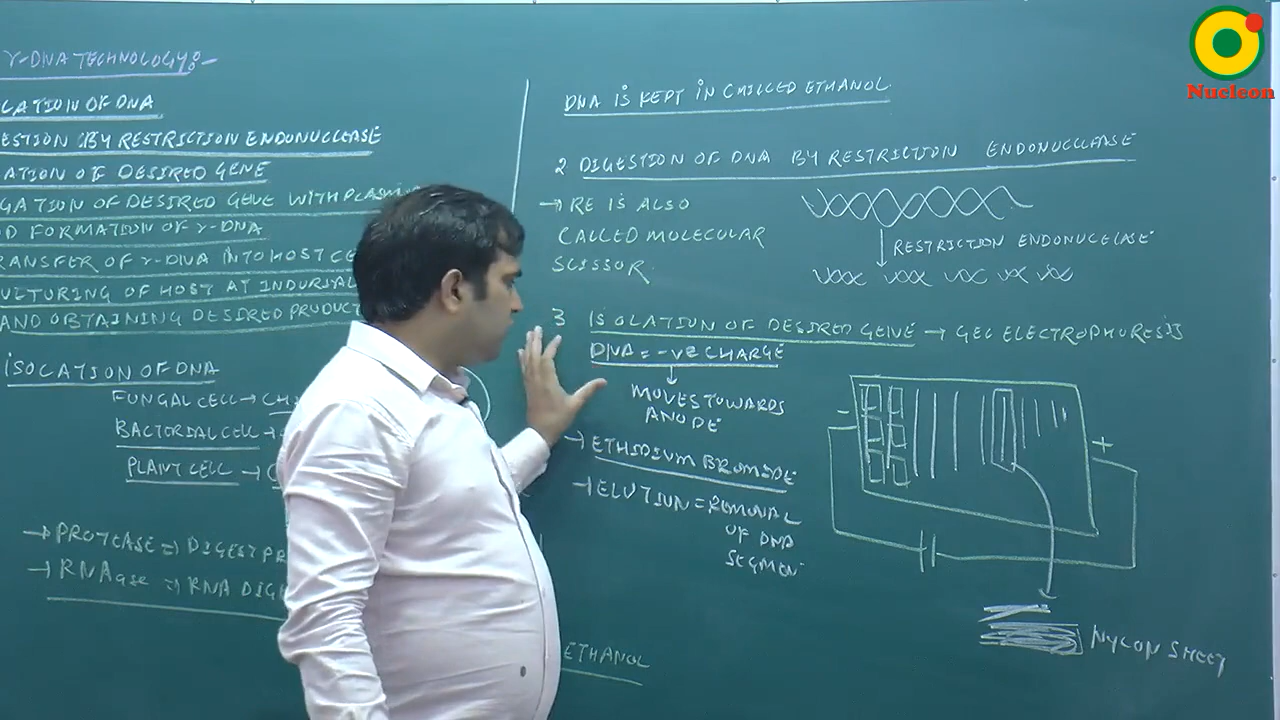 γ-DNA TECHNOLOGY:-
LATION OF DNA
ESTION BY RESTRICTION ENDONUCLEASE
ATION OF DESIRED GENE
GATION OF DESIRED GENE WITH PLASMI
D FORMATION OF γ-DNA
RANSFER OF γ-DNA INTO HOST CE
ULTURING OF HOST AT INDUSRIAL
AND OBTAINING DESIRED PRODUCT
ISOLATION OF DNA
FUNGAL CELL →
BACTERIAL CELL →
PLANT CELL → C
→ PROTEASE ⇒ DIGEST PR
→ RNAase ⇒ RNA DIG
ETHANOL
DNA IS KEPT IN CHILLED ETHANOL.
2 DIGESTION OF DNA BY RESTRICTION ENDONUCLEASE
→ RE IS ALSO
CALLED MOLECULAR
SCISSOR.
RESTRICTION ENDONUCLEASE
3 ISOLATION OF DESIRED GENE → GEL ELECTROPHORESIS
DNA = -VE CHARGE
MOVES TOWARDS
ANODE
→ ETHIDIUM BROMIDE
→ ELUTION = REMOVAL
OF DNA
SEGMEN
-
+
NYLON SHEET
Nucleon